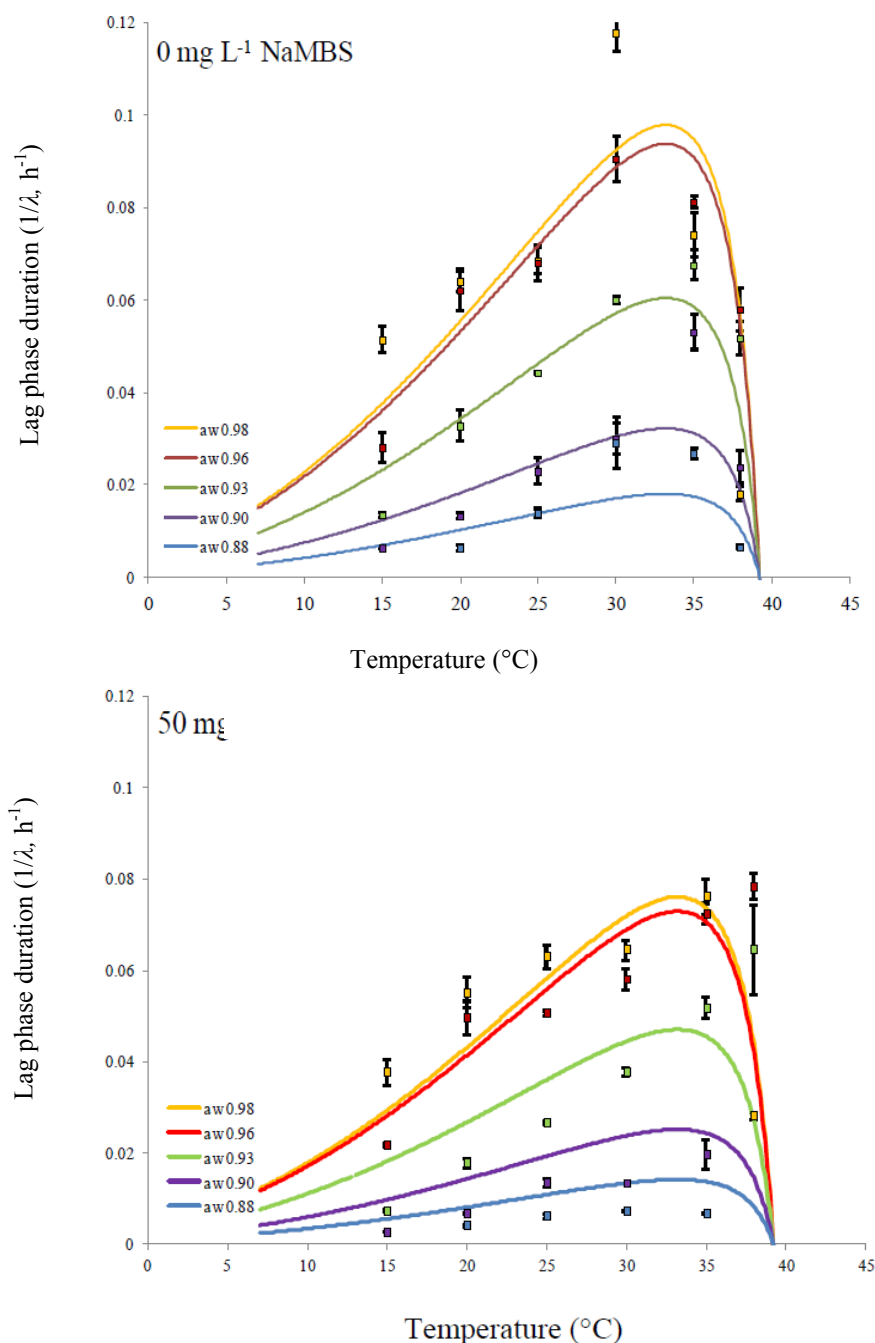 0.12
0 mg L-1 NaMBS
0.1
0.08
0.06
0.04
0.02
0
Lag phase duration (1/λ, h-1)
aw0.98
aw0.96
aw0.93
aw0.90
aw0.88
0 5 10 15 20 25 30 35 40 45
Temperature (°C)
0.12
50 mg
0.1
0.08
0.06
0.04
0.02
0
Lag phase duration (1/λ, h-1)
aw0.98
aw0.96
aw0.93
aw0.90
aw0.88
0 5 10 15 20 25 30 35 40 45
Temperature (°C)